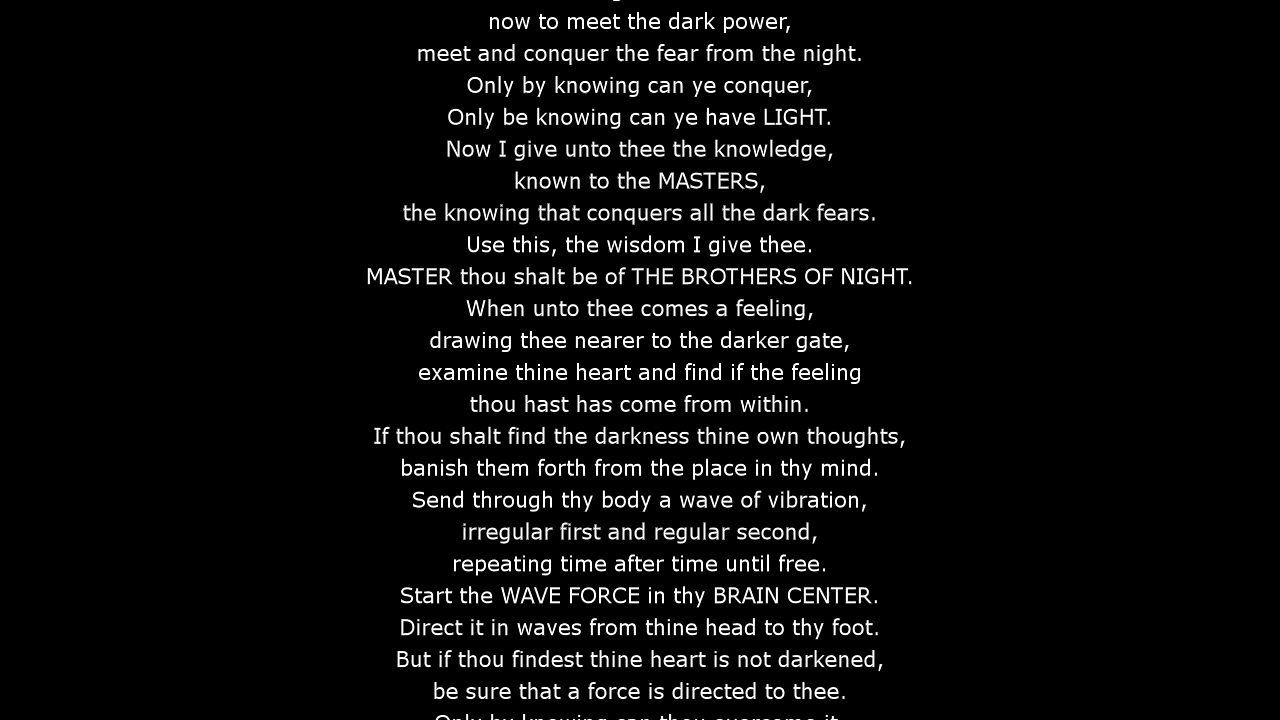 now to meet the dark power,
meet and conquer the fear from the night.
Only by knowing can ye conquer,
Only be knowing can ye have LIGHT.
Now I give unto thee the knowledge,
known to the MASTERS,
the knowing that conquers all the dark fears.
Use this, the wisdom I give thee.
MASTER thou shalt be of THE BROTHERS OF NIGHT.
When unto thee comes a feeling,
drawing thee nearer to the darker gate,
examine thine heart and find if the feeling
thou hast has come from within.
If thou shalt find the darkness thine own thoughts,
banish them forth from the place in thy mind.
Send through thy body a wave of vibration,
irregular first and regular second,
repeating time after time until free.
Start the WAVE FORCE in thy BRAIN CENTER.
Direct it in waves from thine head to thy foot.
But if thou findest thine heart is not darkened,
be sure that a force is directed to thee.
Only by knowing can thou overcome it.